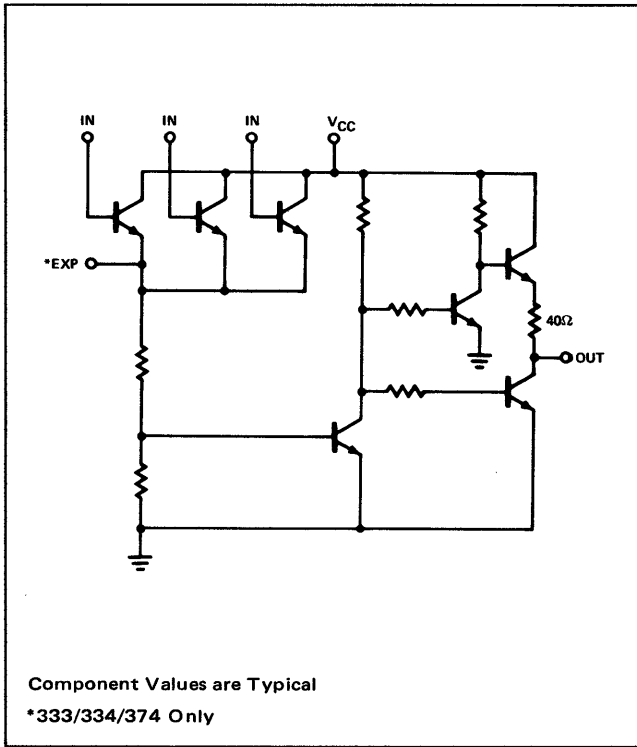 IN IN IN VCC
*EXP
40Ω
OUT
Component Values are Typical
*333/334/374 Only